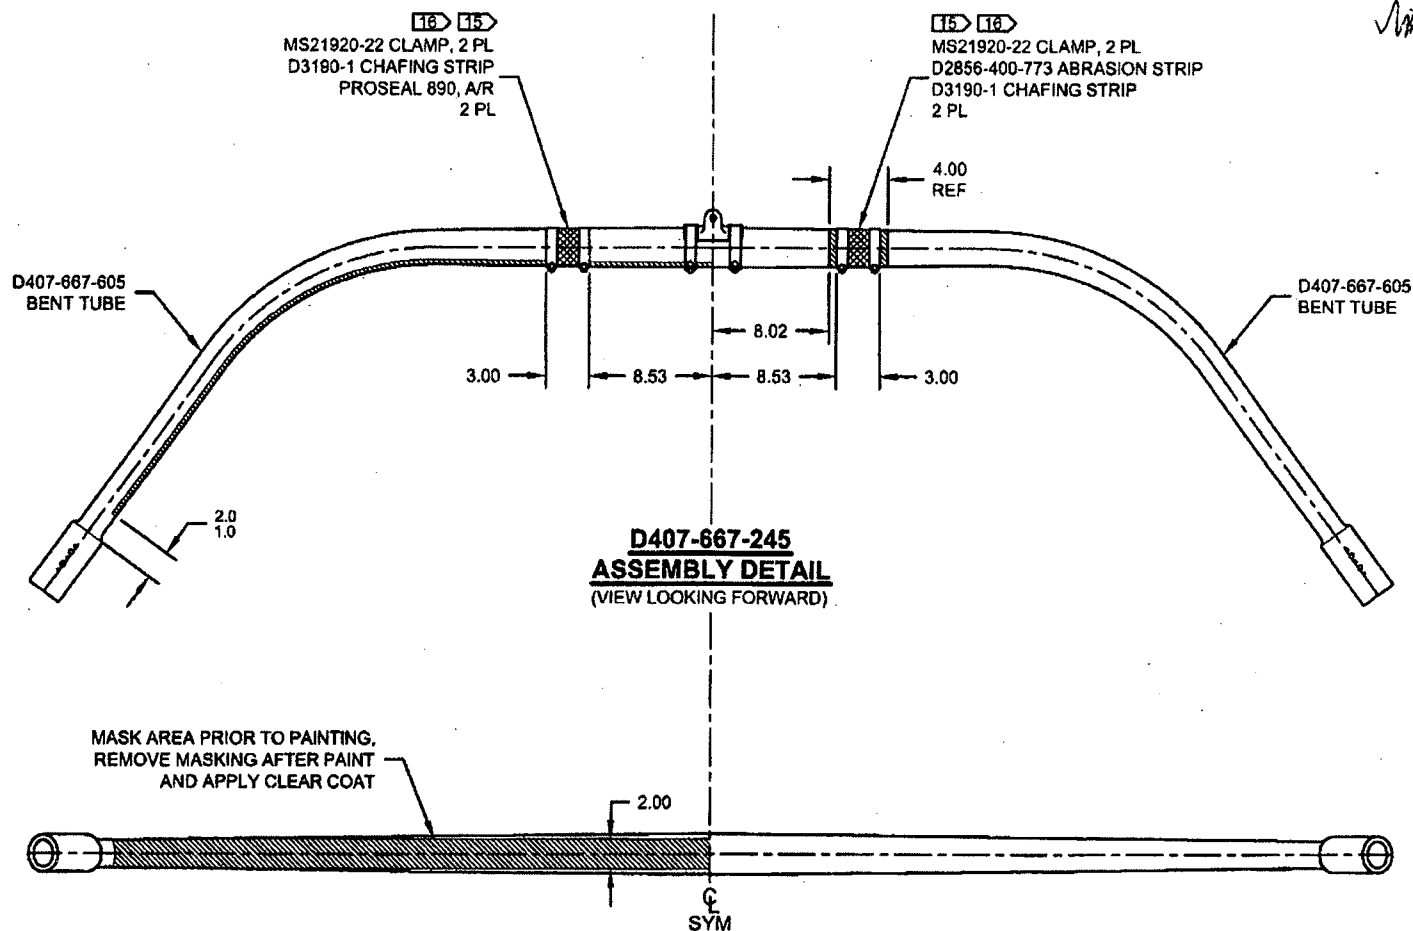 16 15
MS21920-22 CLAMP, 2 PL
D3190-1 CHAFING STRIP
PROSEAL 890, A/R
2 PL
15 16
MS21920-22 CLAMP, 2 PL
D2856-400-773 ABRASION STRIP
D3190-1 CHAFING STRIP
2 PL
4.00
REF
D407-667-605
BENT TUBE
D407-667-605
BENT TUBE
8.02
3.00
8.53
8.53
3.00
2.0
1.0
D407-667-245
ASSEMBLY DETAIL
(VIEW LOOKING FORWARD)
MASK AREA PRIOR TO PAINTING,
REMOVE MASKING AFTER PAINT
AND APPLY CLEAR COAT
2.00
CL
SYM